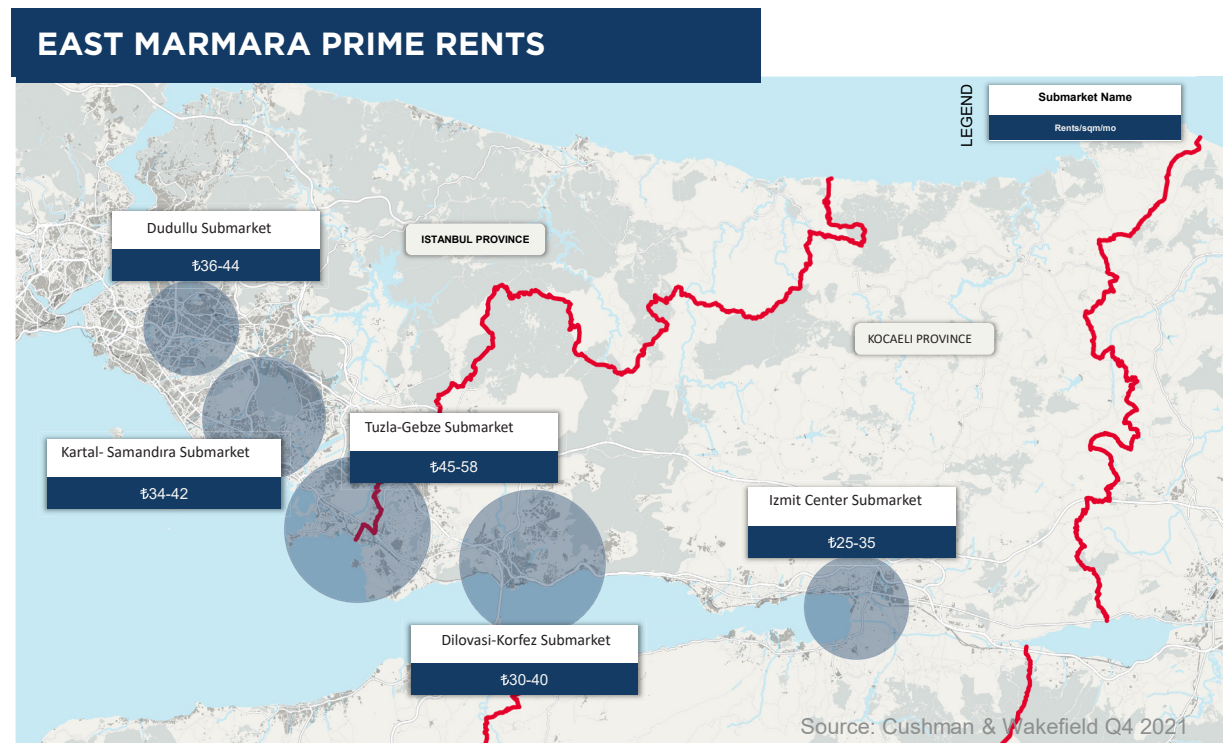 EAST MARMARA PRIME RENTS
LEGEND
Submarket Name
Rents/sqm/mo
Dudullu Submarket
₺36-44
ISTANBUL PROVINCE
KOCAELI PROVINCE
Tuzla-Gebze Submarket
₺45-58
Kartal- Samandıra Submarket
₺34-42
Izmit Center Submarket
₺25-35
Dilovasi-Korfez Submarket
₺30-40
Source: Cushman & Wakefield Q4 2021